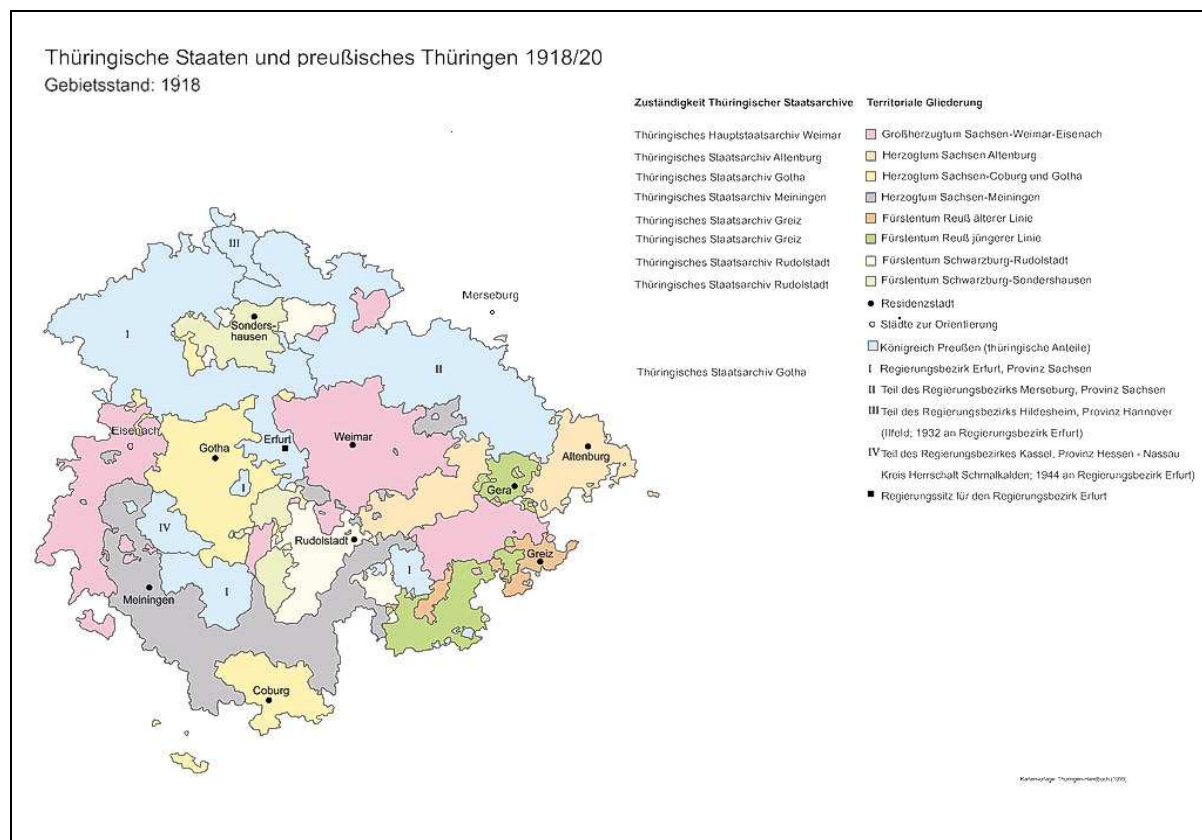 Thüringische Staaten und preußisches Thüringen 1918/20
Gebietsstand: 1918
Zuständigkeit Thüringischer Staatsarchive
Territoriale Gliederung
Thüringisches Hauptstaatsarchiv Weimar
Großherzugtum Sachsen-Weimar-Eisenach
Thüringisches Staatsarchiv Altenburg
Herzogtum Sachsen Altenburg
Thüringisches Staatsarchiv Gotha
Herzogtum Sachsen-Coburg und Gotha
Thüringisches Staatsarchiv Meiningen
Herzogtum Sachsen-Meiningen
Thüringisches Staatsarchiv Greiz
Fürstentum Reuß älterer Linie
Thüringisches Staatsarchiv Greiz
Fürstentum Reuß jüngerer Linie
Thüringisches Staatsarchiv Rudolstadt
Fürstentum Schwarzburg-Rudolstadt
Thüringisches Staatsarchiv Rudolstadt
Fürstentum Schwarzburg-Sondershausen
Residenzstadt
Städte zur Orientierung
Königreich Preußen (thüringische Anteile)
Thüringisches Staatsarchiv Gotha
I Regierungsbezirk Erfurt, Provinz Sachsen
II Teil des Regierungsbezirks Merseburg, Provinz Sachsen
III Teil des Regierungsbezirks Hildesheim, Provinz Hannover
(Ilfeld; 1932 an Regierungsbezirk Erfurt)
IV Teil des Regierungsbezirkes Kassel, Provinz Hessen - Nassau
Kreis Herrschaft Schmalkalden; 1944 an Regierungsbezirk Erfurt)
Regierungssitz für den Regierungsbezirk Erfurt
III
Merseburg
I
Sonders-
hausen
II
Eisenach
Gotha
Erfurt
Weimar
Altenburg
I
Gera
IV
Rudolstadt
Greiz
I
Meiningen
I
Coburg
Kartenvorlage: Thüringen-Handbuch (1999)